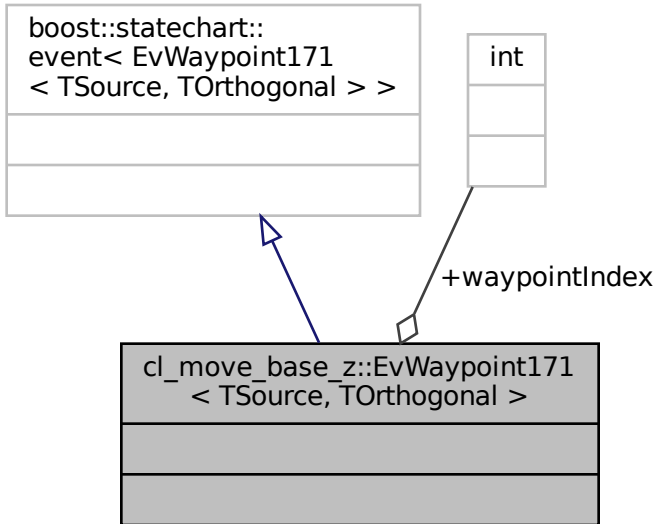 boost::statechart::
event< EvWaypoint171
< TSource, TOrthogonal > >
int
+waypointIndex
cl_move_base_z::EvWaypoint171
< TSource, TOrthogonal >